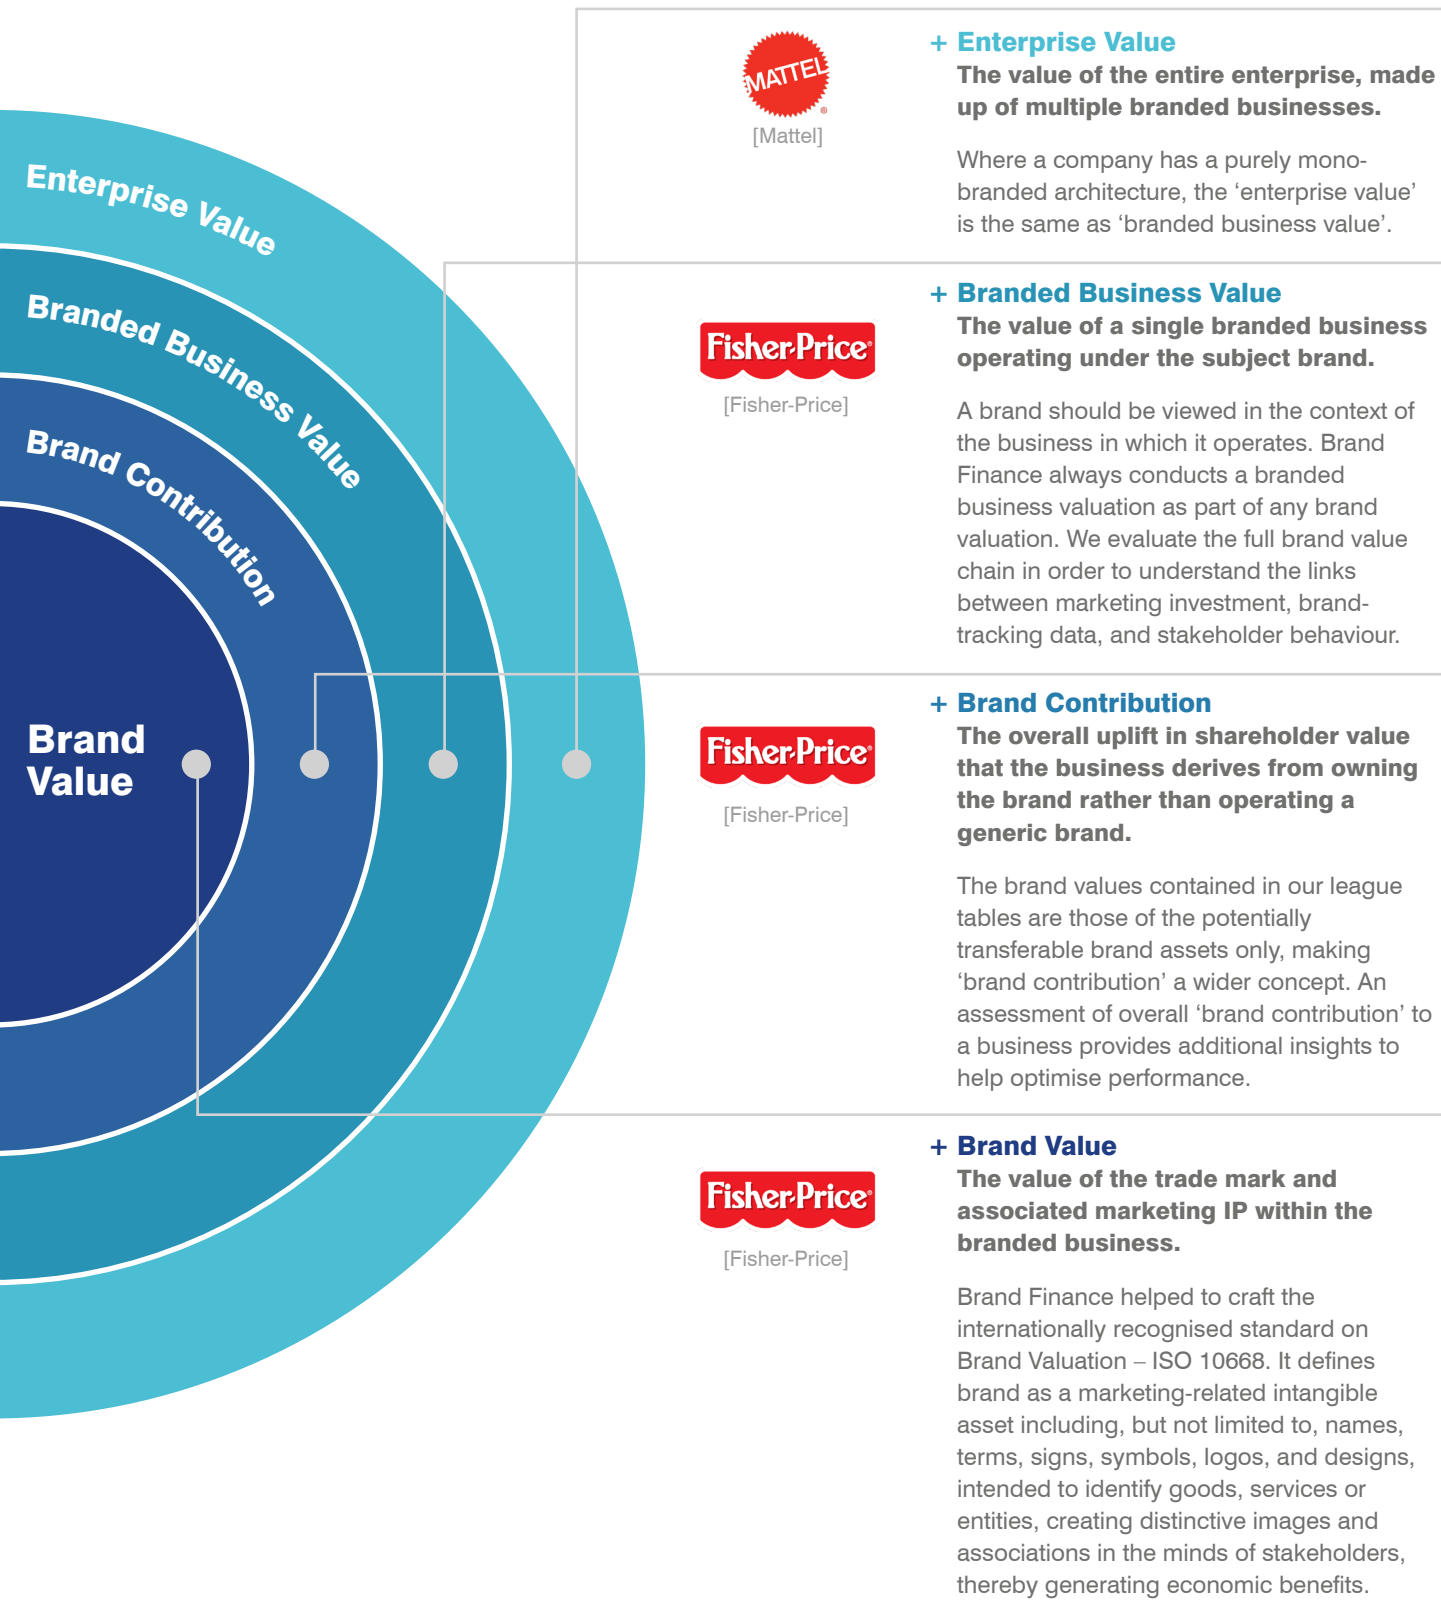 Enterprise Value
Branded Business Value
Brand Contribution
Brand
Value
MATTEL
®
[Mattel]
+ Enterprise Value
The value of the entire enterprise, made
up of multiple branded businesses.
Where a company has a purely mono-
branded architecture, the ‘enterprise value’
is the same as ‘branded business value’.
Fisher-Price®
[Fisher-Price]
+ Branded Business Value
The value of a single branded business
operating under the subject brand.
A brand should be viewed in the context of
the business in which it operates. Brand
Finance always conducts a branded
business valuation as part of any brand
valuation. We evaluate the full brand value
chain in order to understand the links
between marketing investment, brand-
tracking data, and stakeholder behaviour.
Fisher-Price®
[Fisher-Price]
+ Brand Contribution
The overall uplift in shareholder value
that the business derives from owning
the brand rather than operating a
generic brand.
The brand values contained in our league
tables are those of the potentially
transferable brand assets only, making
‘brand contribution’ a wider concept. An
assessment of overall ‘brand contribution’ to
a business provides additional insights to
help optimise performance.
Fisher-Price®
[Fisher-Price]
+ Brand Value
The value of the trade mark and
associated marketing IP within the
branded business.
Brand Finance helped to craft the
internationally recognised standard on
Brand Valuation – ISO 10668. It defines
brand as a marketing-related intangible
asset including, but not limited to, names,
terms, signs, symbols, logos, and designs,
intended to identify goods, services or
entities, creating distinctive images and
associations in the minds of stakeholders,
thereby generating economic benefits.